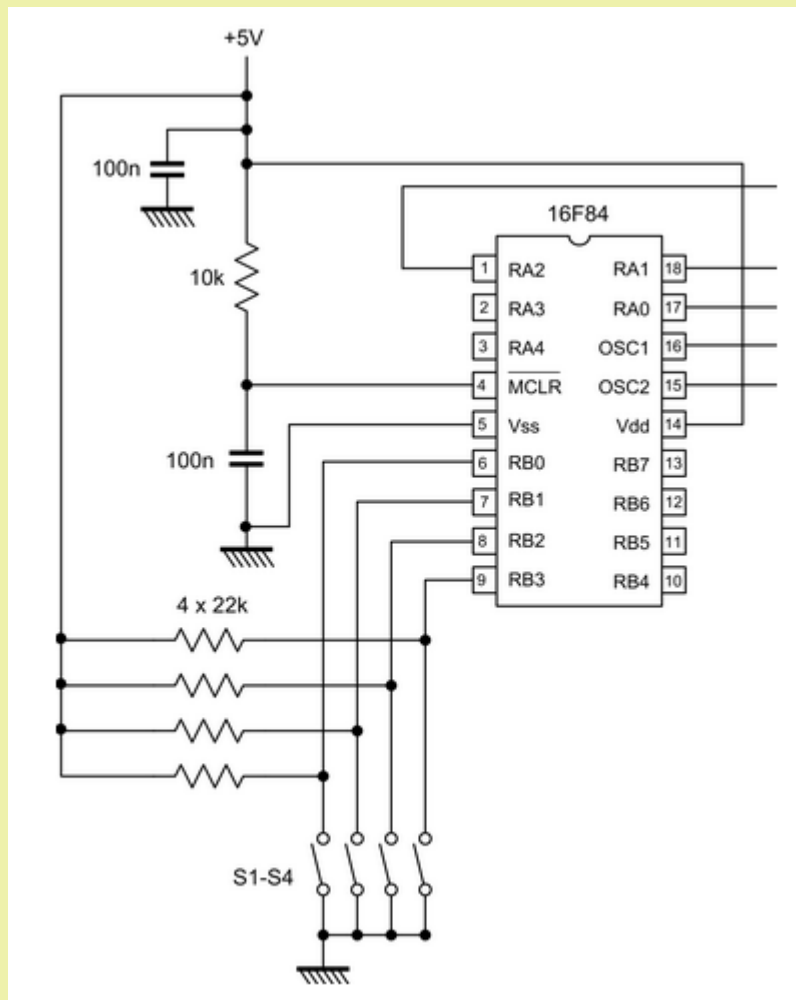 +5V
100n
16F84
10k
1 RA2 RA1 18
2 RA3 RA0 17
3 RA4 OSC1 16
4 MCLR OSC2 15
5 Vss Vdd 14
100n
6 RB0 RB7 13
7 RB1 RB6 12
8 RB2 RB5 11
9 RB3 RB4 10
4 x 22k
S1-S4